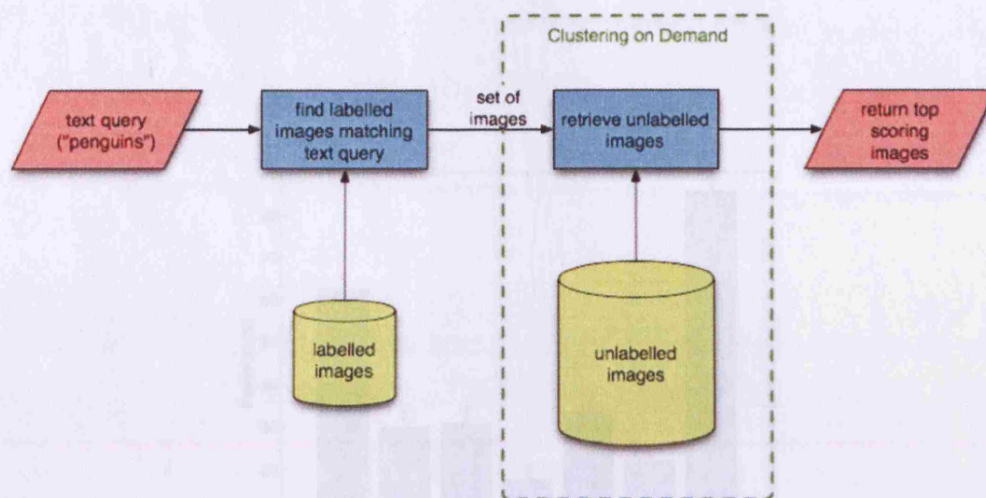 Clustering on Demand
text query
("penguins")
find labelled
images matching
text query
set of
images
retrieve unlabelled
images
return top
scoring
images
labelled
images
unlabelled
images